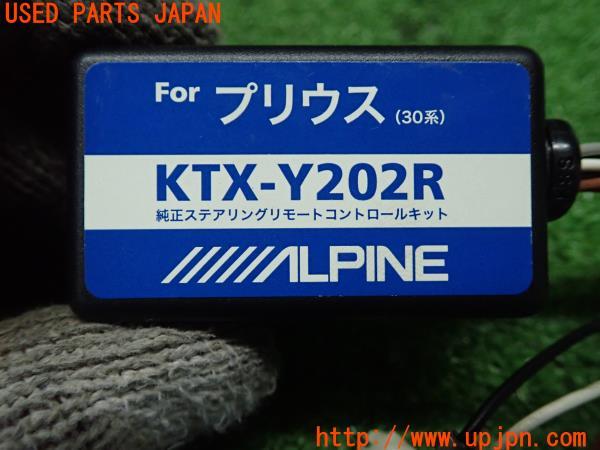 USED PARTS JAPAN
For プリウス (30系)
KTX-Y202R
純正ステアリングリモートコントロールキット
ALPINE
http://www.upjpn.com/